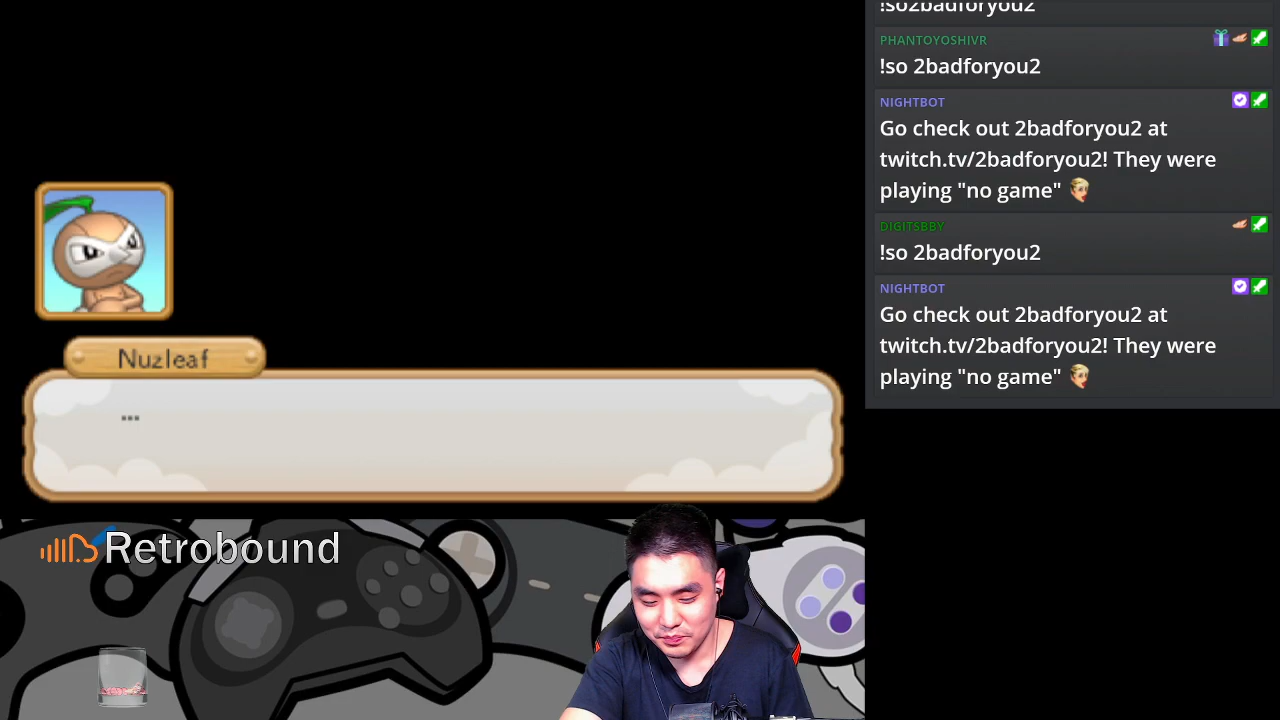 !so2badforyou2
PHANTOYOSHIVR
!so 2badforyou2
NIGHTBOT
Go check out 2badforyou2 at
twitch.tv/2badforyou2! They were
playing "no game"
DIGITSBBY
!so 2badforyou2
NIGHTBOT
Go check out 2badforyou2 at
twitch.tv/2badforyou2! They were
playing "no game"
Nuzleaf
...
Retrobound